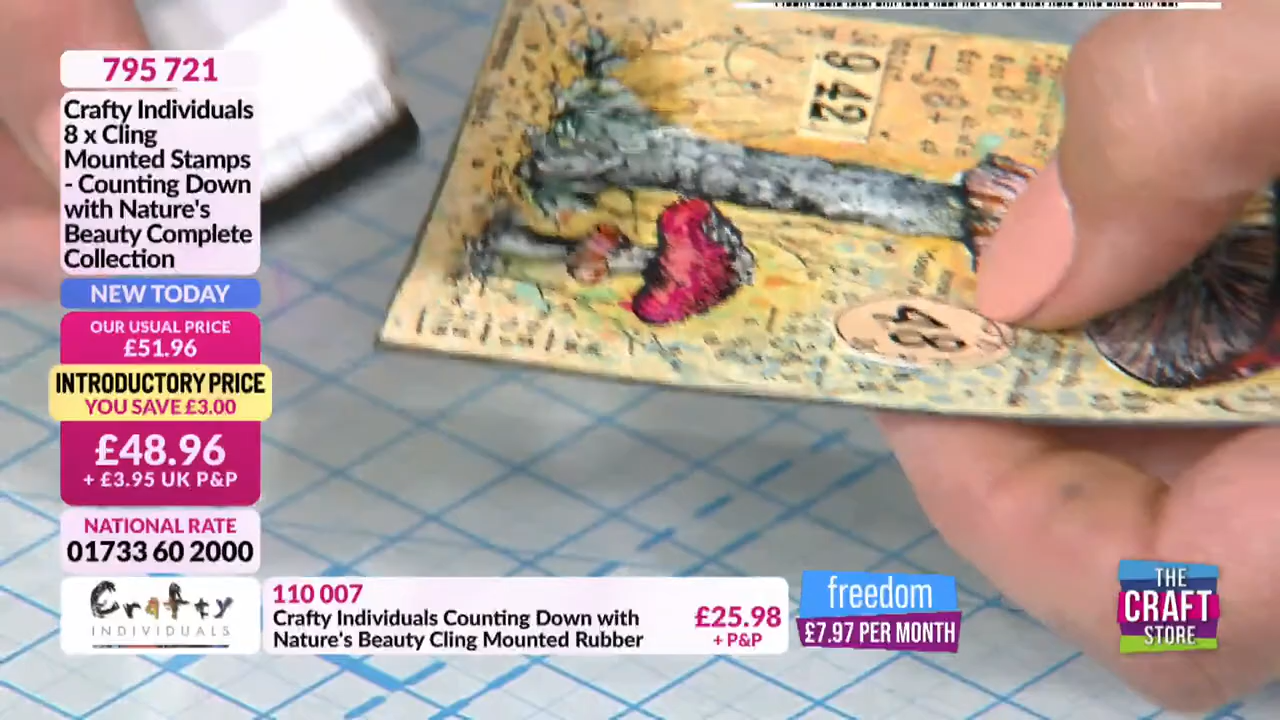 795 721
Crafty Individuals
8 x Cling
Mounted Stamps
- Counting Down
with Nature's
Beauty Complete
Collection
NEW TODAY
OUR USUAL PRICE
£51.96
INTRODUCTORY PRICE
YOU SAVE £3.00
£48.96
+ £3.95 UK P&P
NATIONAL RATE
01733 60 2000
Crafty
INDIVIDUALS
110 007
Crafty Individuals Counting Down with
Nature's Beauty Cling Mounted Rubber
£25.98
+ P&P
freedom
£7.97 PER MONTH
THE
CRAFT
STORE
942
48